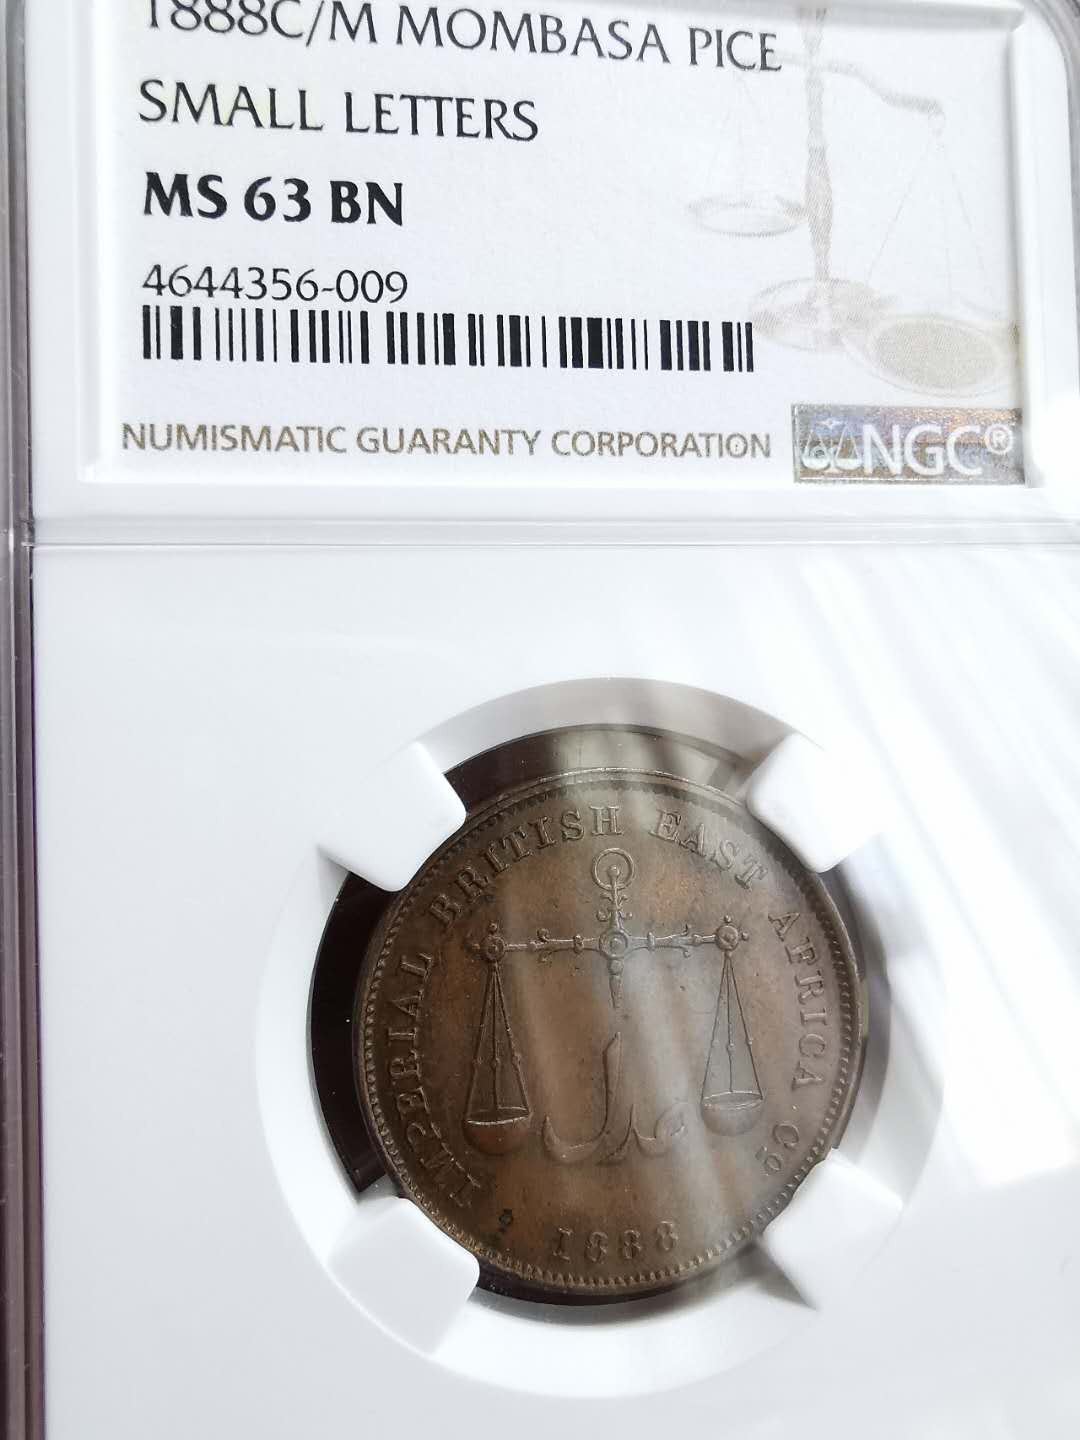 1888C/M MOMBASA PICE
SMALL LETTERS
MS 63 BN
4644356-009
NUMISMATIC GUARANTY CORPORATION
NGC®
IMPERIAL BRITISH EAST AFRICA Co
عدل
1888